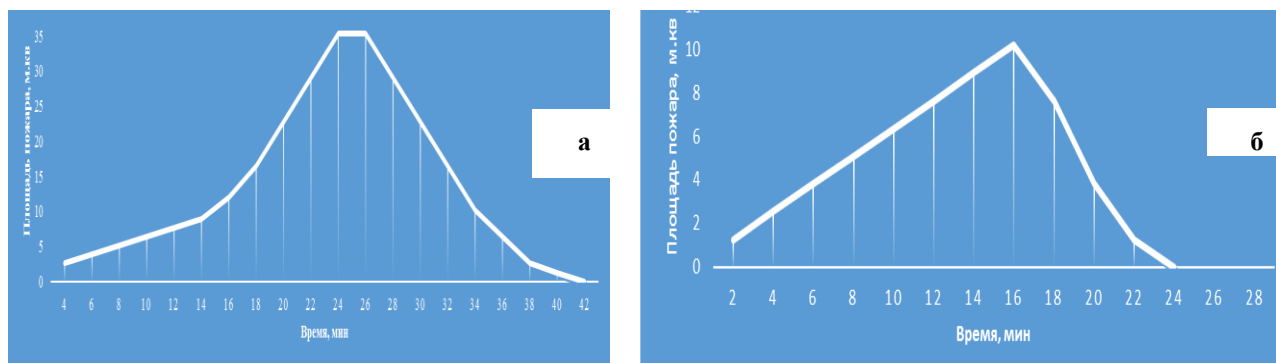 Площадь пожара, м.кв
35
30
25
20
15
10
5
0
4 6 8 10 12 14 16 18 20 22 24 26 28 30 32 34 36 38 40 42
Время, мин
а
Площадь пожара, м.кв
12
10
8
6
4
2
0
2 4 6 8 10 12 14 16 18 20 22 24 26 28
Время, мин
б